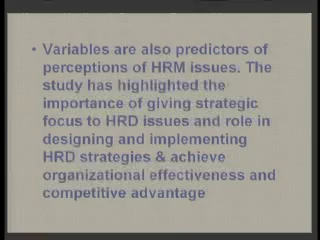 • Variables are also predictors of
perceptions of HRM issues. The
study has highlighted the
importance of giving strategic
focus to HRD issues and role in
designing and implementing
HRD strategies & achieve
organizational effectiveness and
competitive advantage